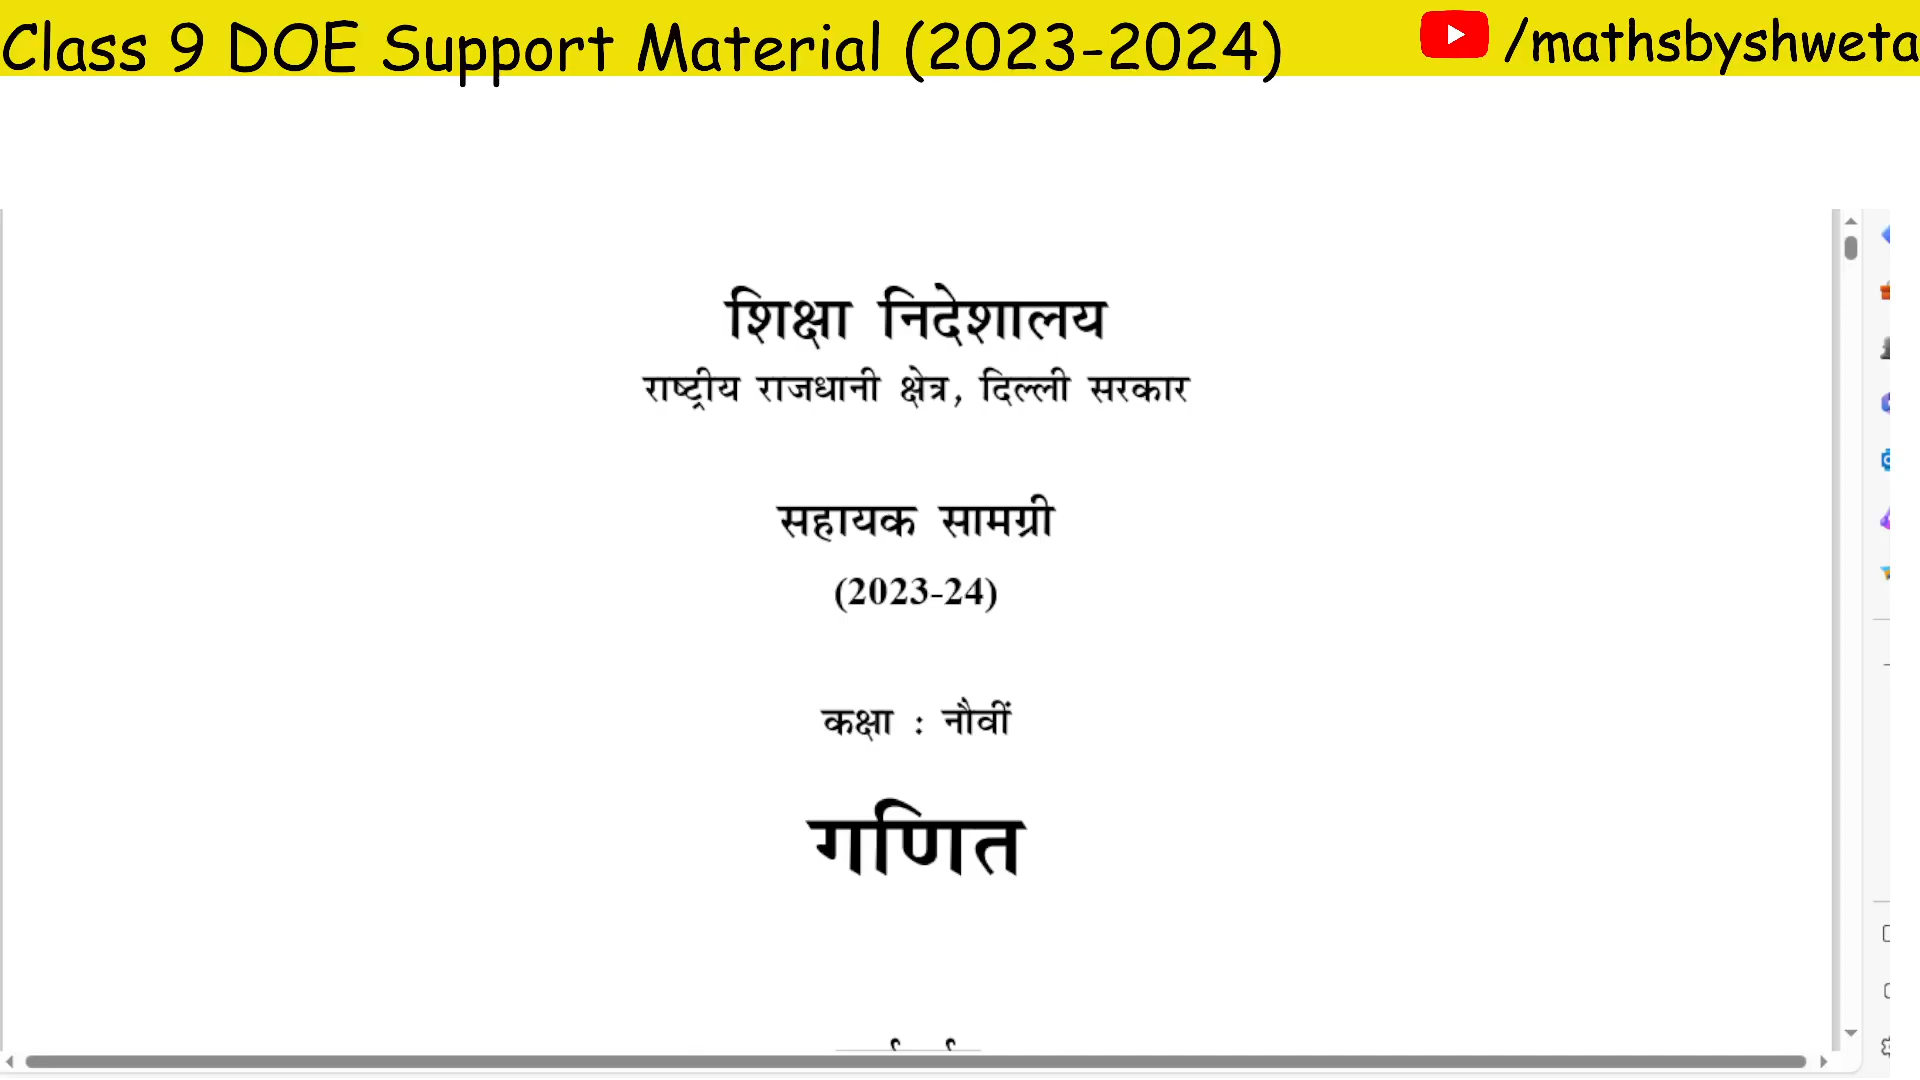 Class 9 DOE Support Material (2023-2024)
/mathsbyshweta
शिक्षा निदेशालय
राष्ट्रीय राजधानी क्षेत्र, दिल्ली सरकार
सहायक सामग्री
(2023-24)
कक्षा : नौवीं
गणित